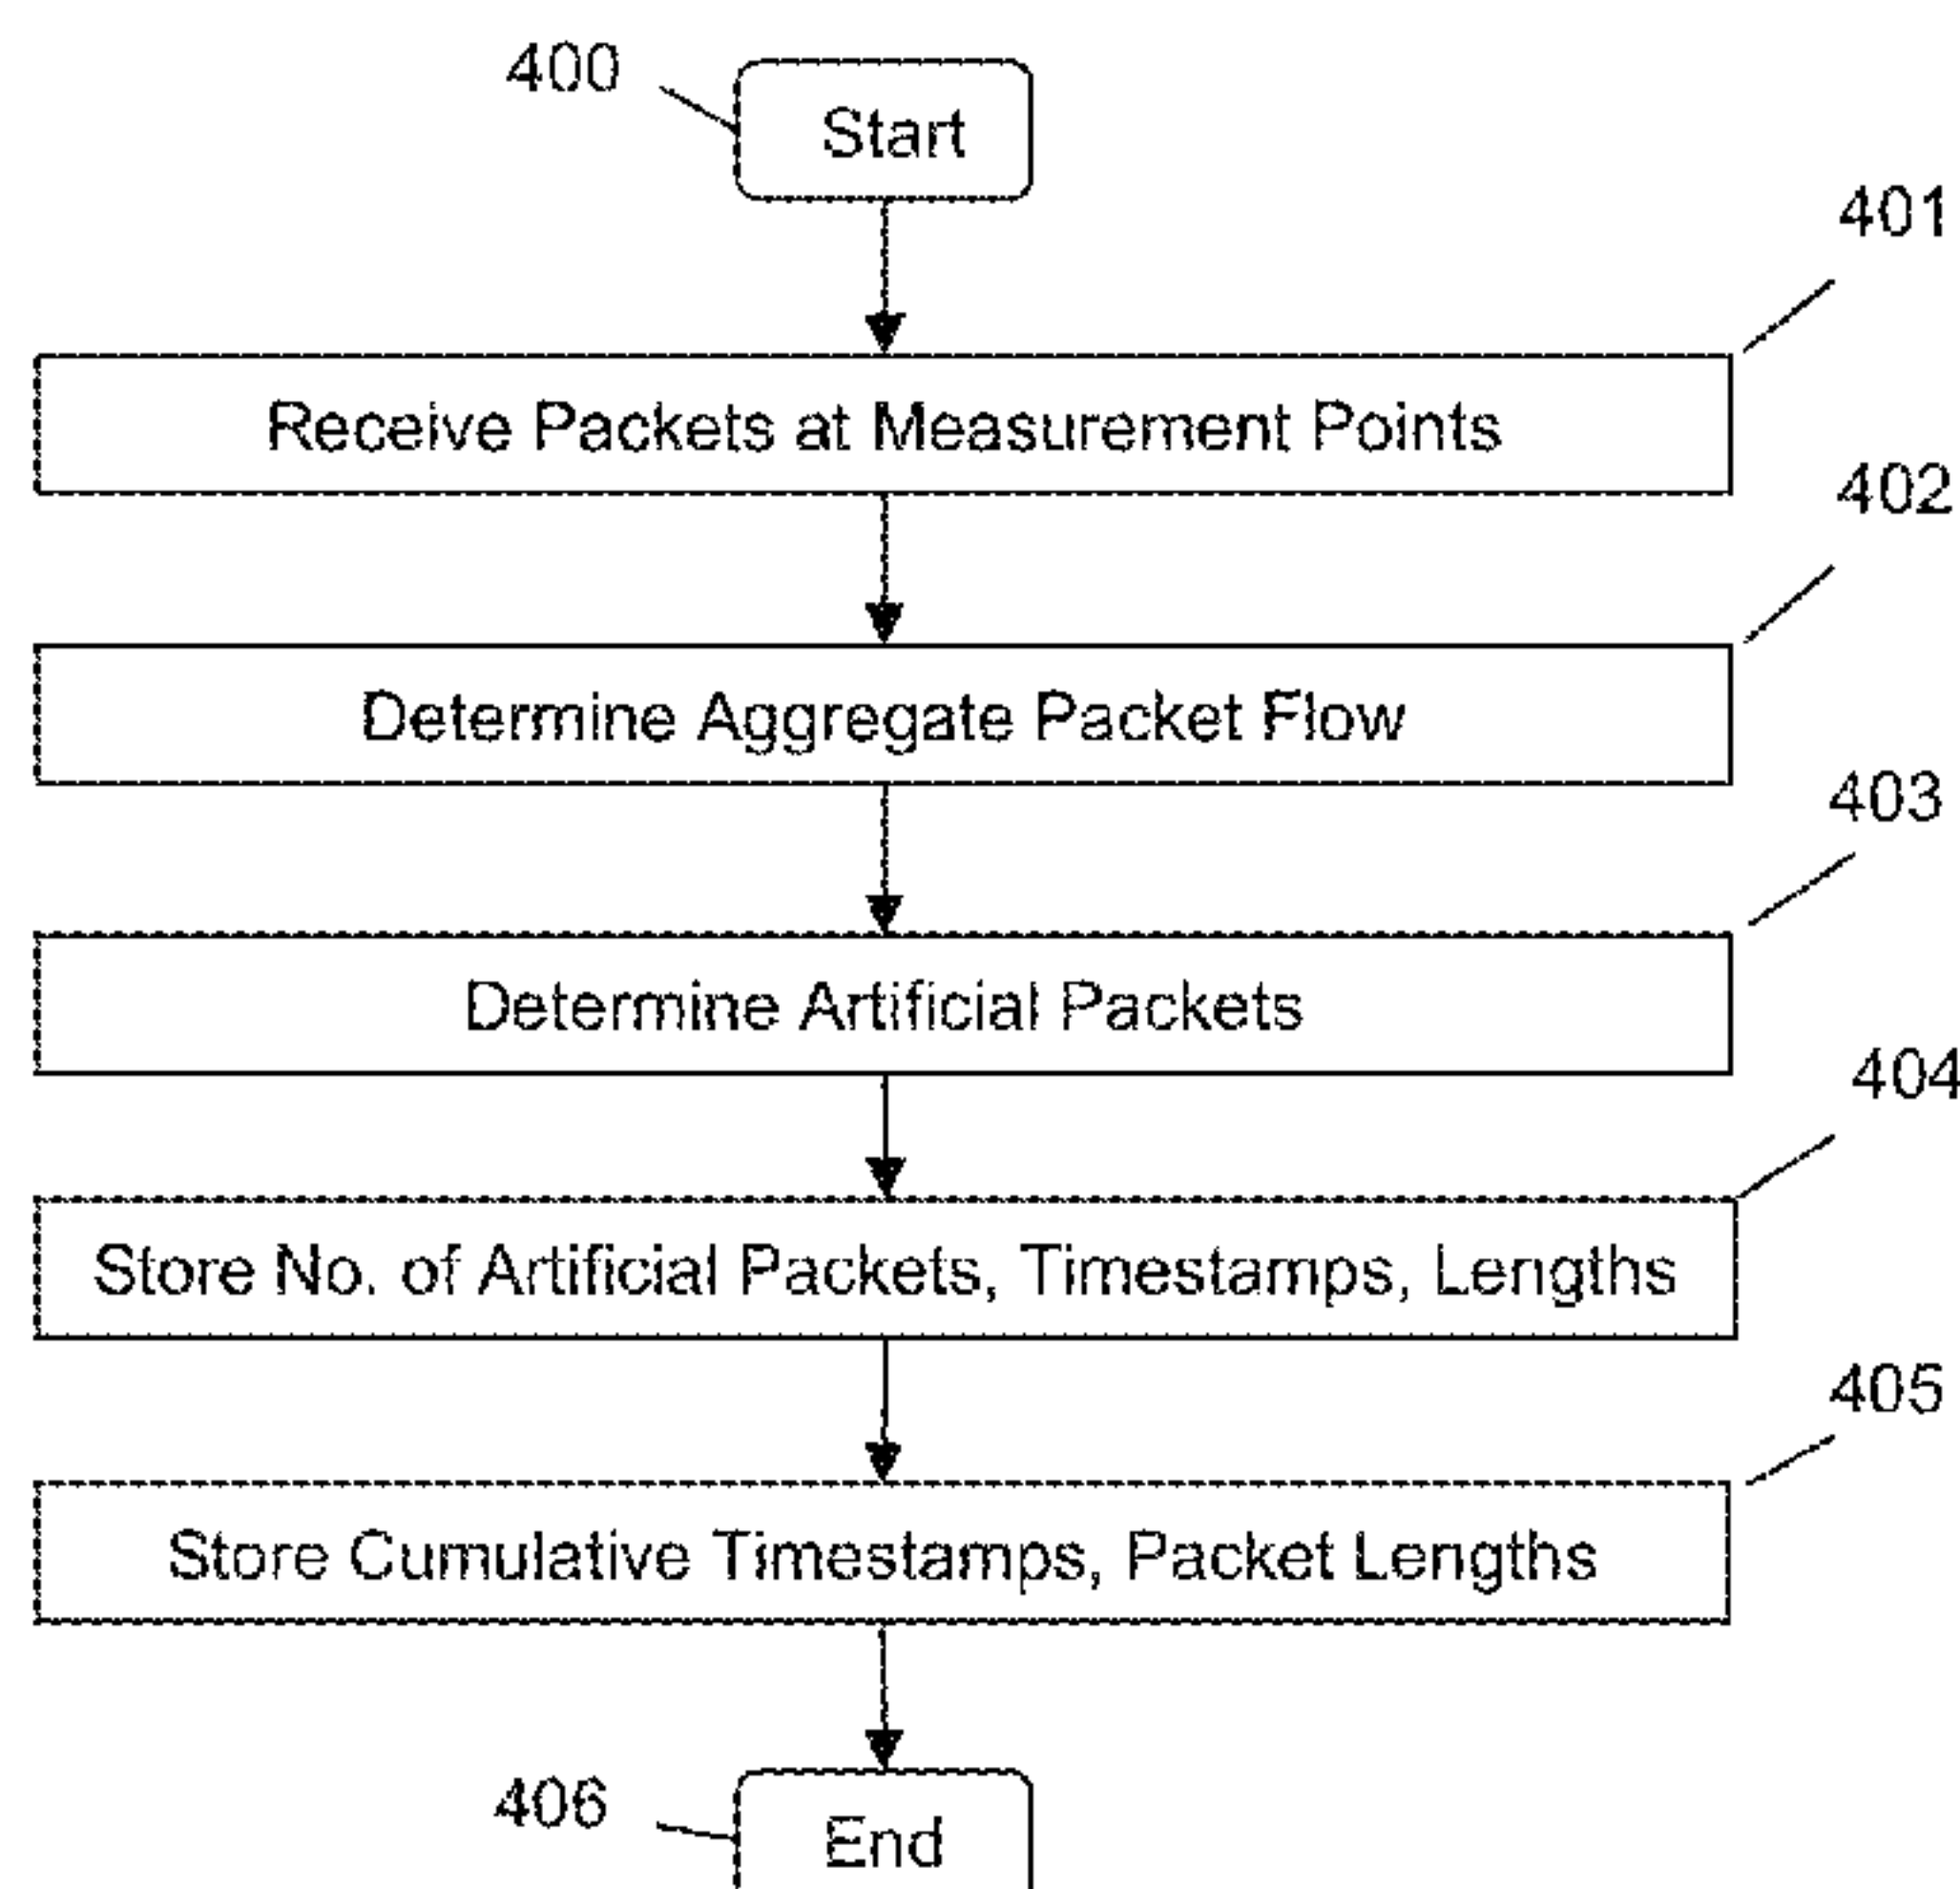 400
Start
401
Receive Packets at Measurement Points
402
Determine Aggregate Packet Flow
403
Determine Artificial Packets
404
Store No. of Artificial Packets, Timestamps, Lengths
405
Store Cumulative Timestamps, Packet Lengths
406
End